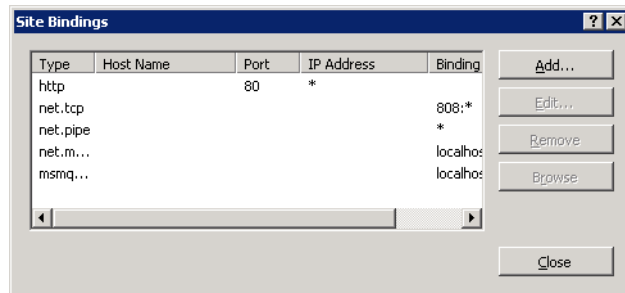 Site Bindings
Type Host Name Port IP Address Binding
http 80 *
net.tcp 808:*
net.pipe *
net.m... localhos
msmq... localhos
Add...
Edit...
Remove
Browse
Close